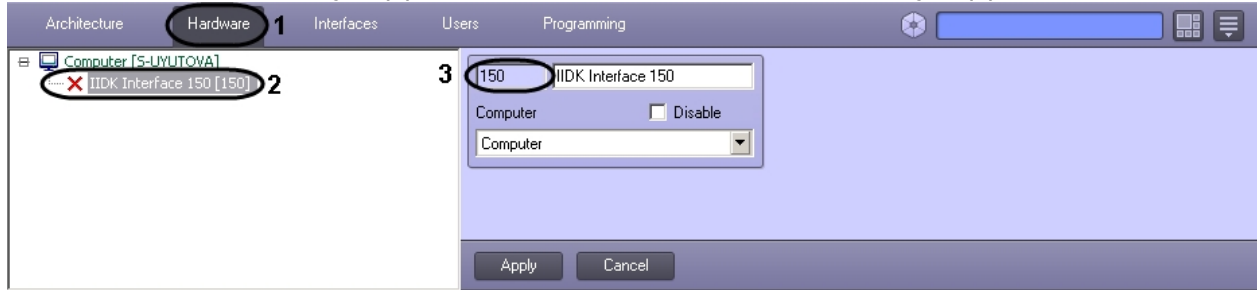 Architecture Hardware 1 Interfaces Users Programming
Computer [S-UYUTOVA]
IIDK Interface 150 [150] 2
3 150 IIDK Interface 150
Computer Disable
Computer
Apply Cancel